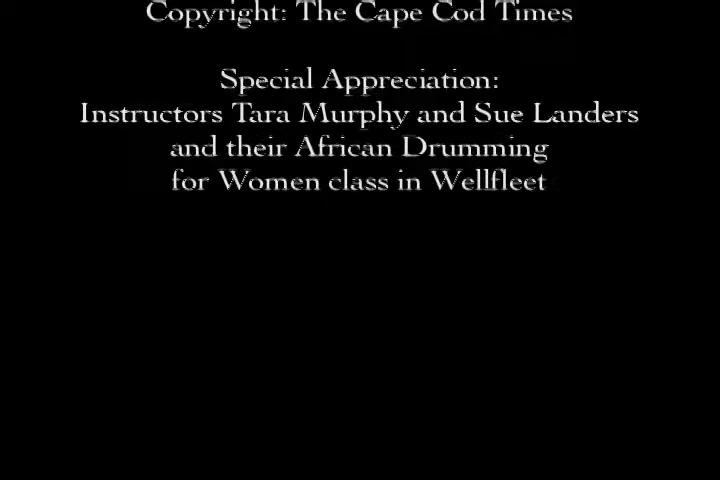 Copyright: The Cape Cod Times
Special Appreciation:
Instructors Tara Murphy and Sue Landers
and their African Drumming
for Women class in Wellfleet